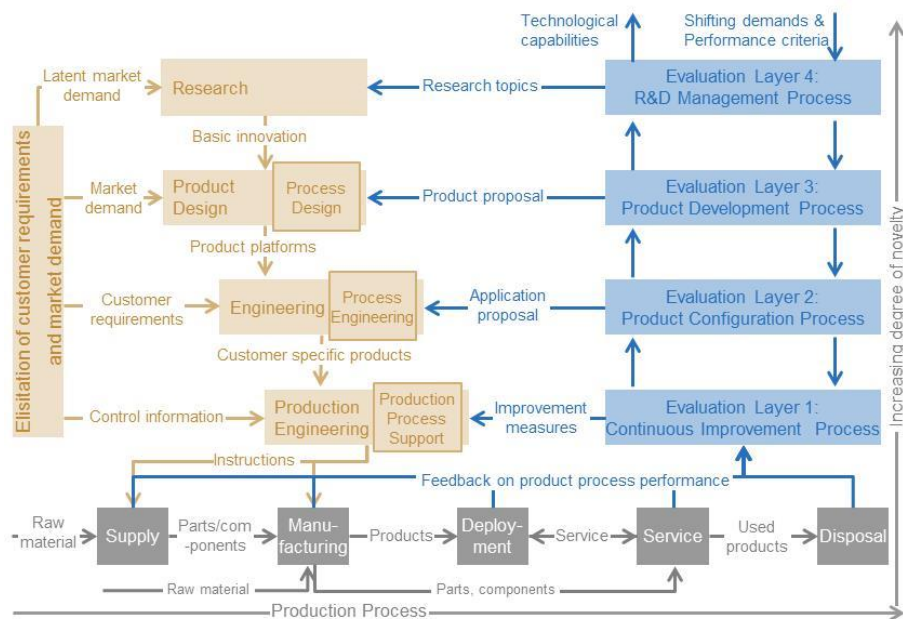 Technological
capabilities
Shifting demands &
Performance criteria
Latent market
demand
Research
Research topics
Evaluation Layer 4:
R&D Management Process
Basic innovation
Elisitation of customer requirements
and market demand
Market
demand
Product
Design
Process
Design
Product proposal
Evaluation Layer 3:
Product Development Process
Product platforms
Customer
requirements
Engineering
Process
Engineering
Application
proposal
Evaluation Layer 2:
Product Configuration Process
Customer specific products
Control information
Production
Engineering
Production
Process
Support
Improvement
measures
Evaluation Layer 1:
Continuous Improvement Process
Increasing degree of novelty
Instructions
Feedback on product process performance
Raw
material
Supply
Parts/com
-ponents
Manu-
facturing
Products
Deploy-
ment
Service
Service
Used
products
Disposal
Raw material
Parts, components
Production Process